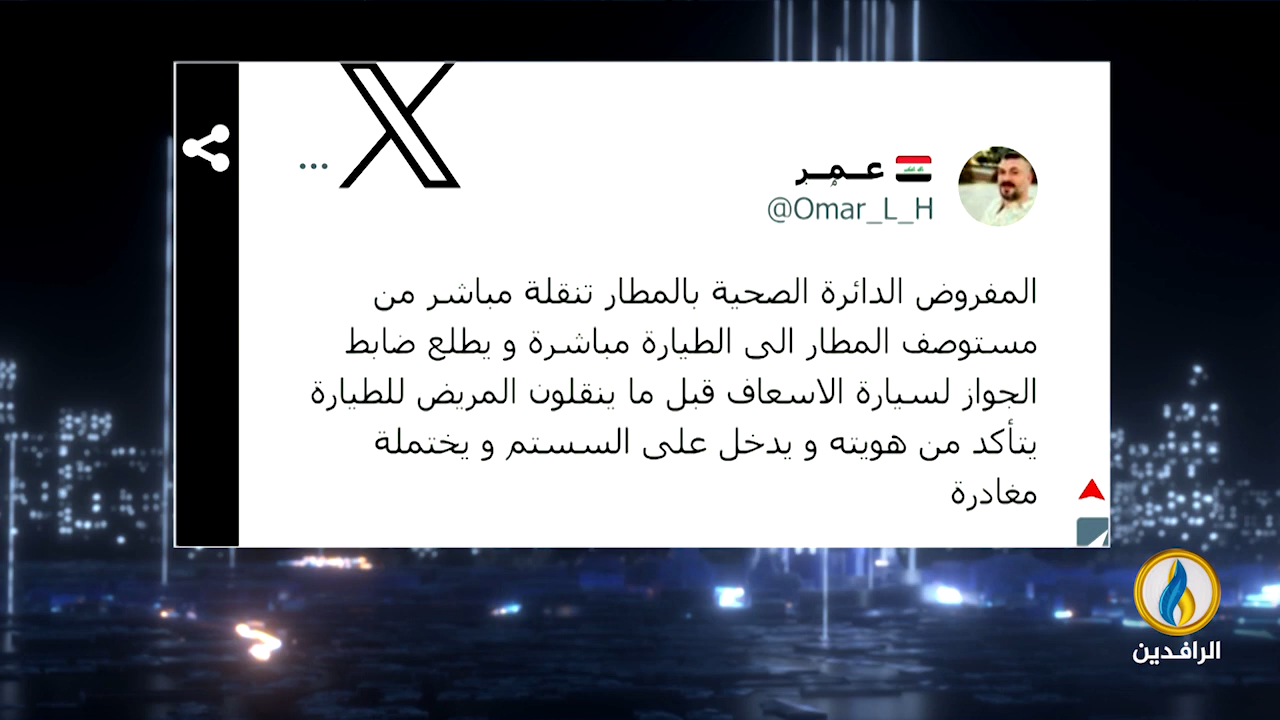 عـمـر
@Omar_L_H
المفروض الدائرة الصحية بالمطار تنقلة مباشر من
مستوصف المطار الى الطيارة مباشرة و يطلع ضابط
الجواز لسيارة الاسعاف قبل ما ينقلون المريض للطيارة
يتأكد من هويته و يدخل على السستم و يختملة
مغادرة
الرافدين